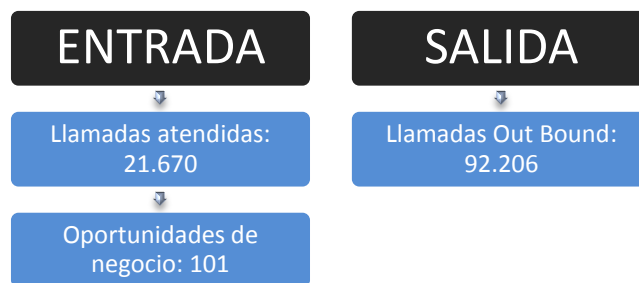 ENTRADA
Llamadas atendidas:
21.670
Oportunidades de
negocio: 101
SALIDA
Llamadas Out Bound:
92.206